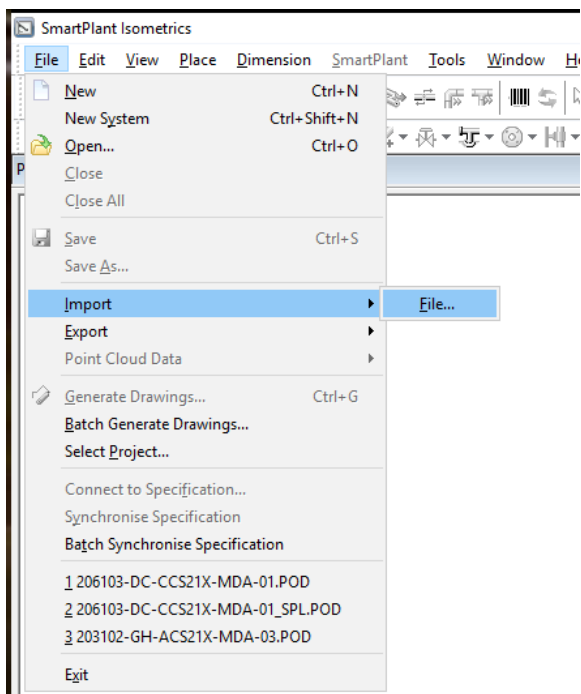 SmartPlant Isometrics
File Edit View Place Dimension SmartPlant Tools Window
New Ctrl+N
New System Ctrl+Shift+N
Open... Ctrl+O
Close
Close All
Save Ctrl+S
Save As...
Import File...
Export
Point Cloud Data
Generate Drawings... Ctrl+G
Batch Generate Drawings...
Select Project...
Connect to Specification...
Synchronise Specification
Batch Synchronise Specification
1 206103-DC-CCS21X-MDA-01.POD
2 206103-DC-CCS21X-MDA-01_SPL.POD
3 203102-GH-ACS21X-MDA-03.POD
Exit